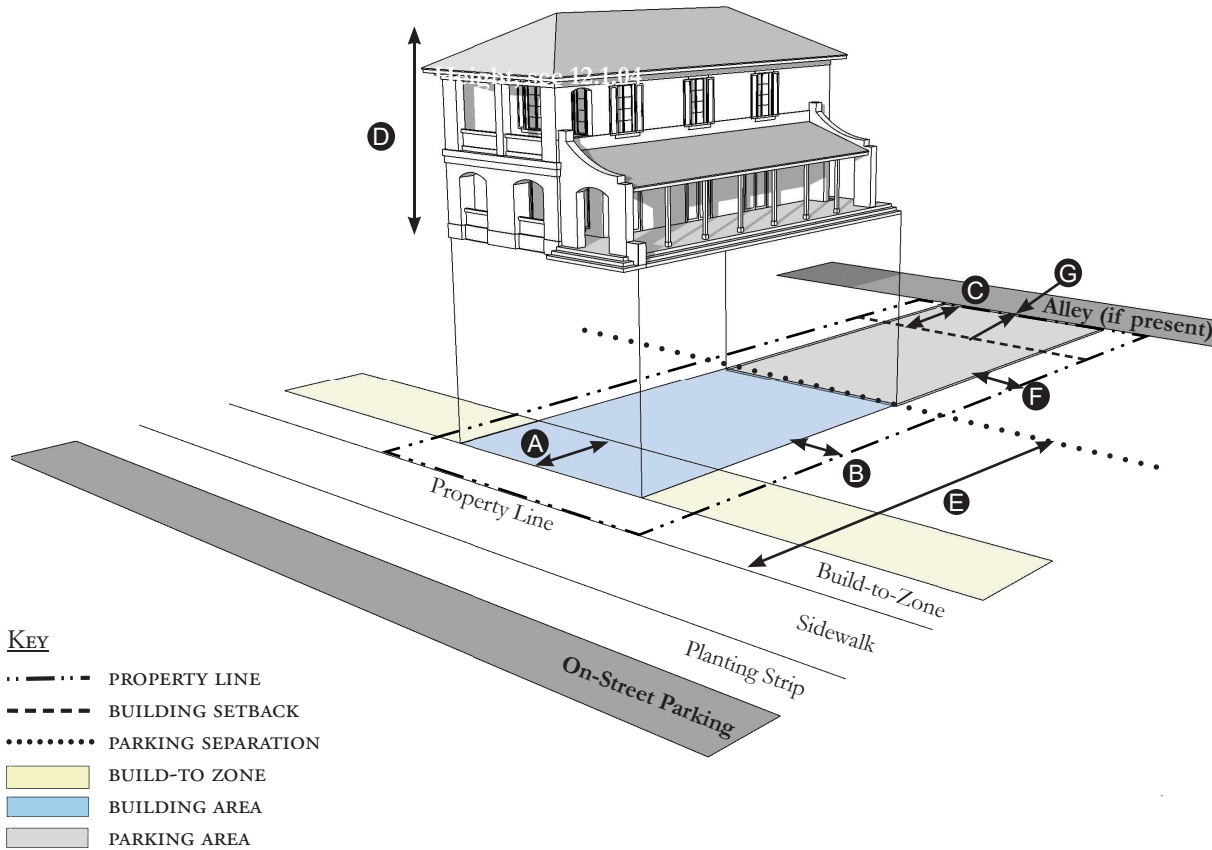 Height, see 12.1.04
D
C
G
Alley (if present)
F
A
B
E
Property Line
Build-to-Zone
Sidewalk
Planting Strip
On-Street Parking
KEY
PROPERTY LINE
BUILDING SETBACK
PARKING SEPARATION
BUILD-TO ZONE
BUILDING AREA
PARKING AREA